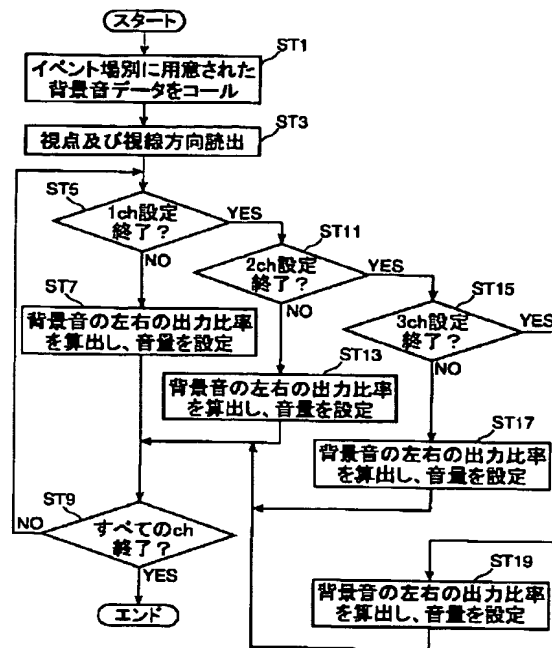 スタート
ST1
イベント場別に用意された
背景音データをコール
ST3
視点及び視線方向読出
ST5
1ch設定
終了?
YES
NO
ST11
2ch設定
終了?
YES
NO
ST15
3ch設定
終了?
YES
NO
ST7
背景音の左右の出力比率
を算出し、音量を設定
ST13
背景音の左右の出力比率
を算出し、音量を設定
ST17
背景音の左右の出力比率
を算出し、音量を設定
ST9
すべてのch
終了?
NO
YES
ST19
背景音の左右の出力比率
を算出し、音量を設定
エンド